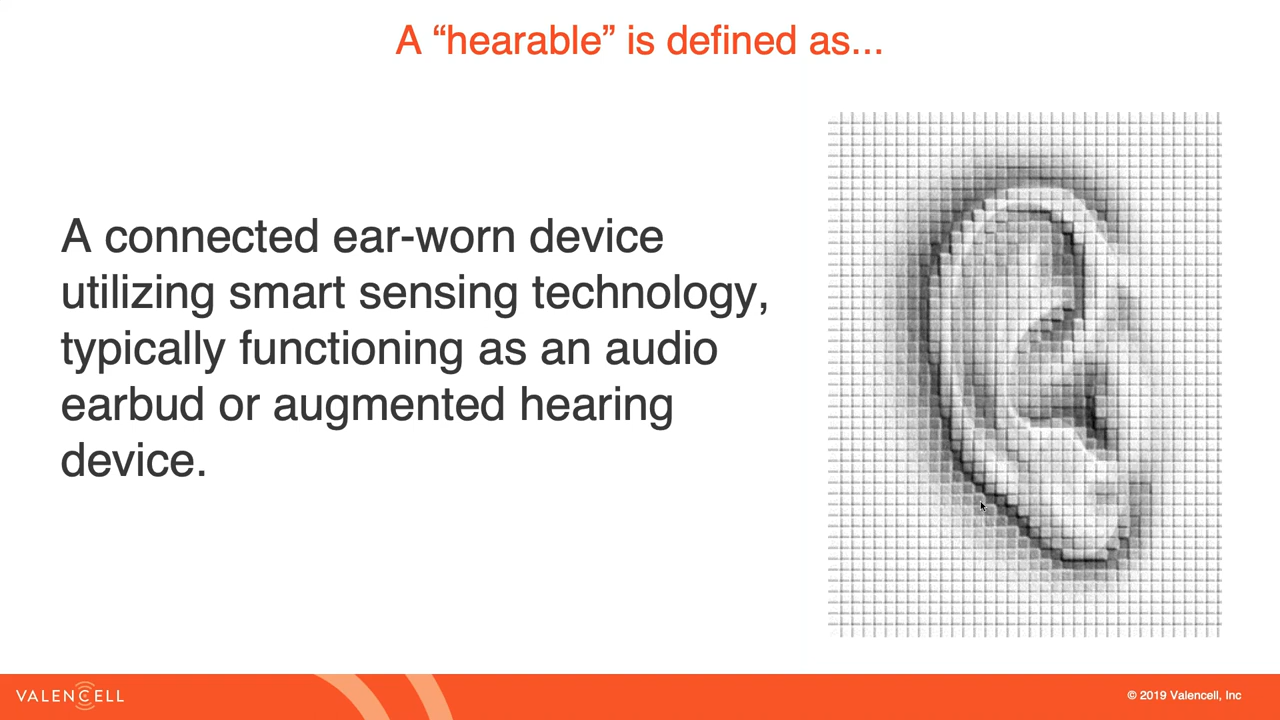 A “hearable” is defined as...
A connected ear-worn device
utilizing smart sensing technology,
typically functioning as an audio
earbud or augmented hearing
device.
VALENCELL
© 2019 Valencell, Inc